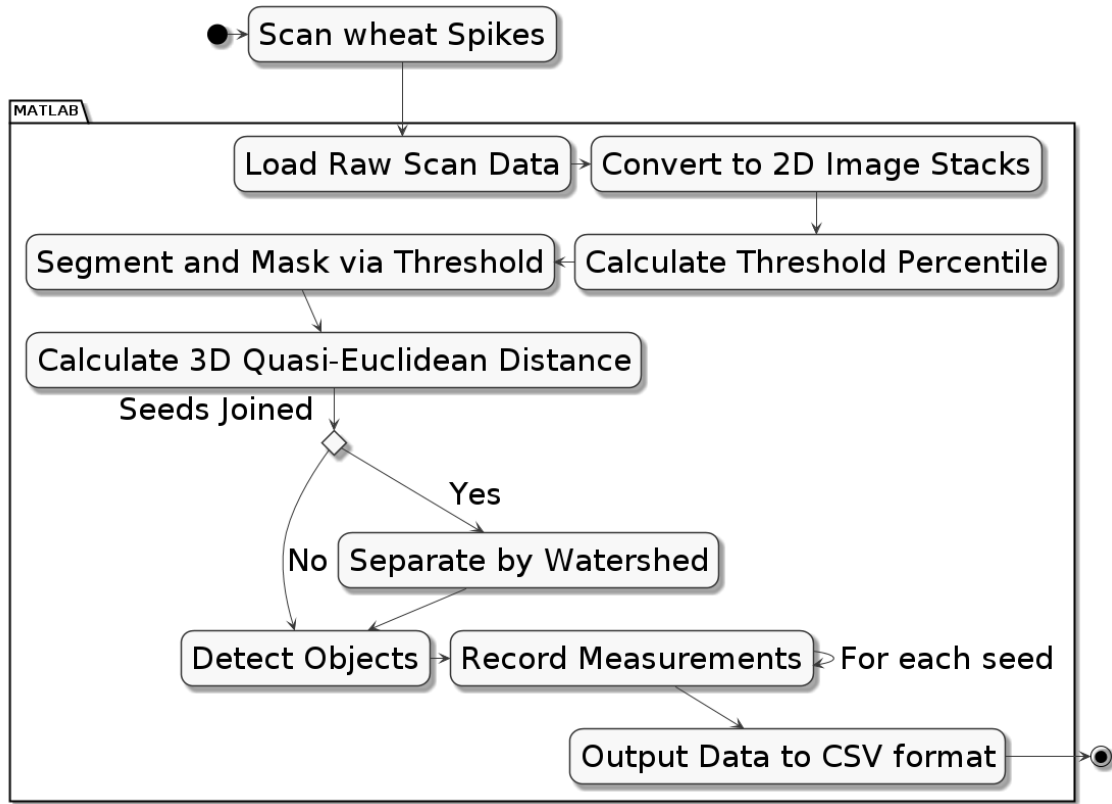 Scan wheat Spikes
MATLAB
Load Raw Scan Data
Convert to 2D Image Stacks
Calculate Threshold Percentile
Segment and Mask via Threshold
Calculate 3D Quasi-Euclidean Distance
Seeds Joined
Yes
No
Separate by Watershed
Detect Objects
Record Measurements
For each seed
Output Data to CSV format